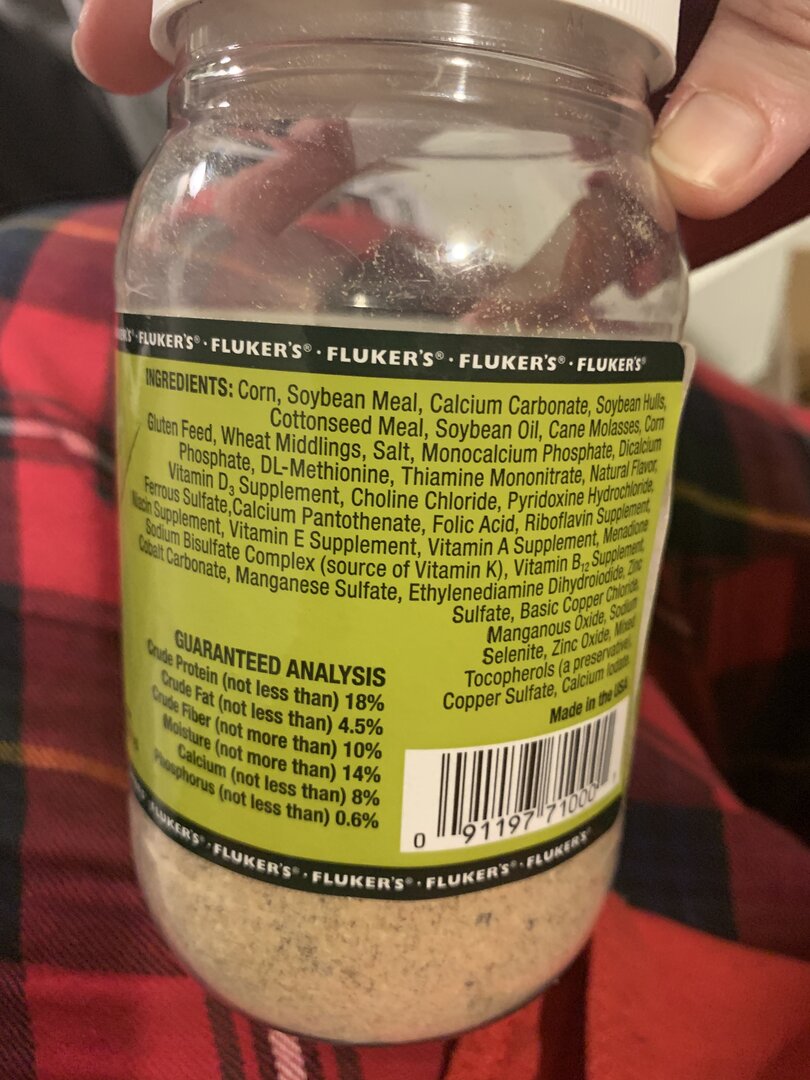 FLUKER'S® · FLUKER'S® · FLUKER'S® · FLUKER'S® · FLUKER'S®
INGREDIENTS: Corn, Soybean Meal, Calcium Carbonate, Soybean Hulls,
Cottonseed Meal, Soybean Oil, Cane Molasses, Corn
Gluten Feed, Wheat Middlings, Salt, Monocalcium Phosphate, Dicalcium
Phosphate, DL-Methionine, Thiamine Mononitrate, Natural Flavor,
Vitamin D3 Supplement, Choline Chloride, Pyridoxine Hydrochloride,
Ferrous Sulfate, Calcium Pantothenate, Folic Acid, Riboflavin Supplement,
Niacin Supplement, Vitamin E Supplement, Vitamin A Supplement, Menadione
Sodium Bisulfate Complex (source of Vitamin K), Vitamin B12 Supplement,
Cobalt Carbonate, Manganese Sulfate, Ethylenediamine Dihydroiodide, Zinc
Sulfate, Basic Copper Chloride,
Manganous Oxide, Sodium
Selenite, Zinc Oxide, Mixed
Tocopherols (a preservative),
Copper Sulfate, Calcium Iodate.
Made in the USA
GUARANTEED ANALYSIS
Crude Protein (not less than) 18%
Crude Fat (not less than) 4.5%
Crude Fiber (not more than) 10%
Moisture (not more than) 14%
Calcium (not less than) 8%
Phosphorus (not less than) 0.6%
0 91197 71000
FLUKER'S® · FLUKER'S® · FLUKER'S® · FLUKER'S® · FLUKER'S®